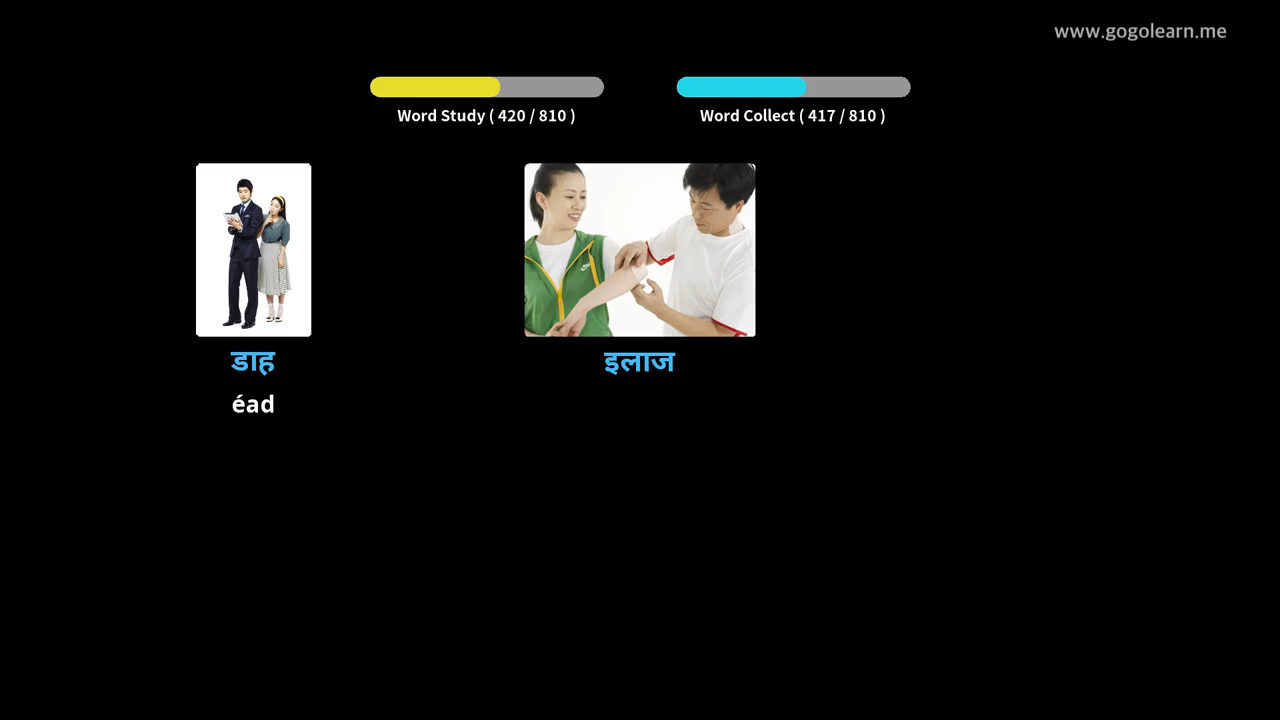 www.gogolearn.me
Word Study ( 420 / 810 )
Word Collect ( 417 / 810 )
डाह
éad
इलाज